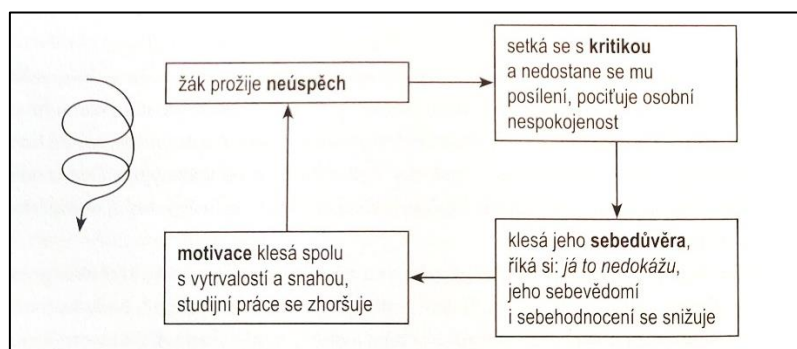 žák prožije neúspěch
setká se s kritikou
a nedostane se mu
posílení, pociťuje osobní
nespokojenost
klesá jeho sebedůvěra,
říká si: já to nedokážu,
jeho sebevědomí
i sebehodnocení se snižuje
motivace klesá spolu
s vytrvalostí a snahou,
studijní práce se zhoršuje